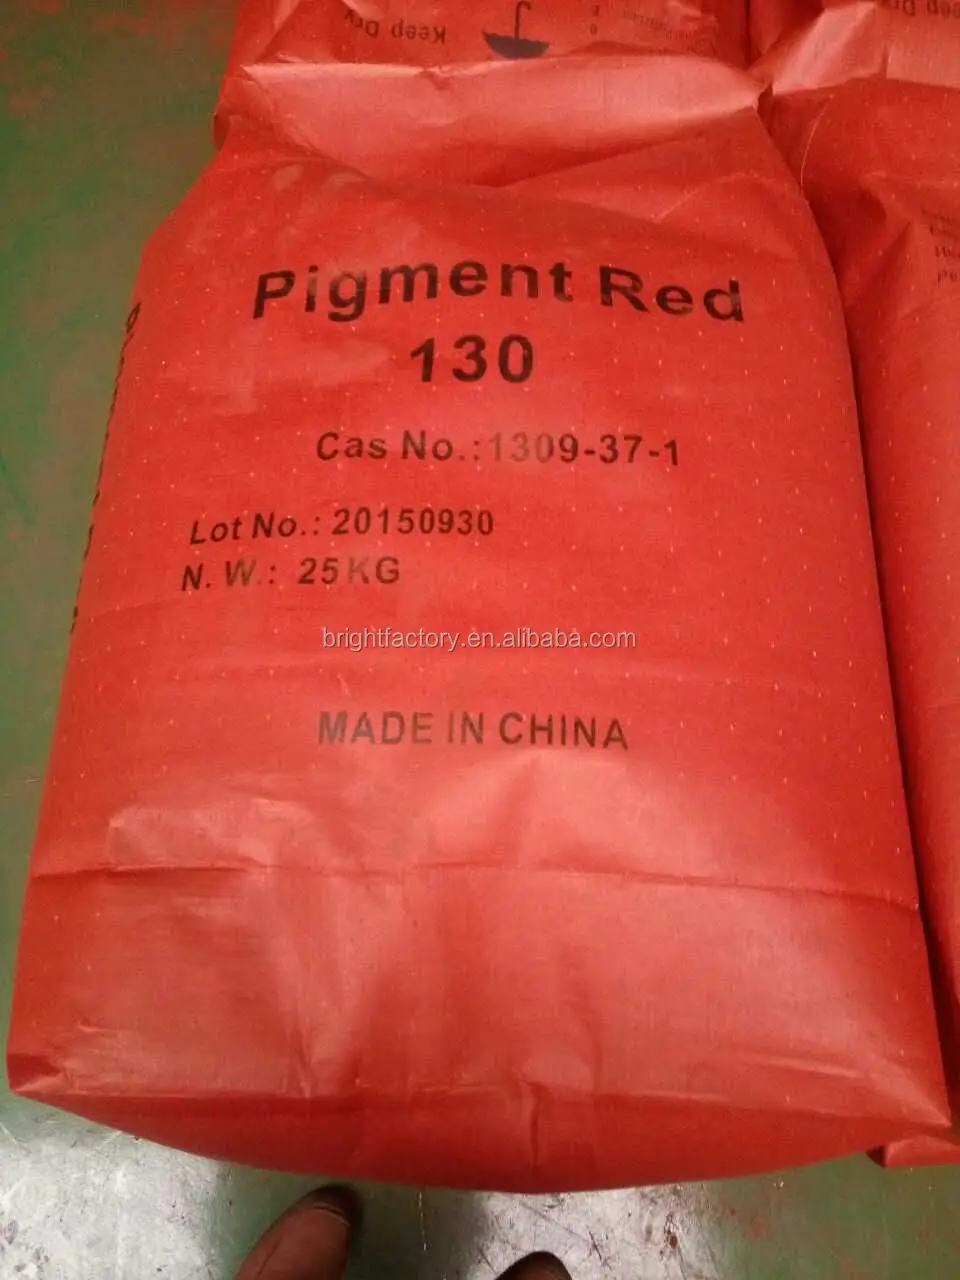 Keep Dry
Pigment Red
130
Cas No.:1309-37-1
Lot No.: 20150930
N. W.: 25KG
brightfactory.en.alibaba.com
MADE IN CHINA